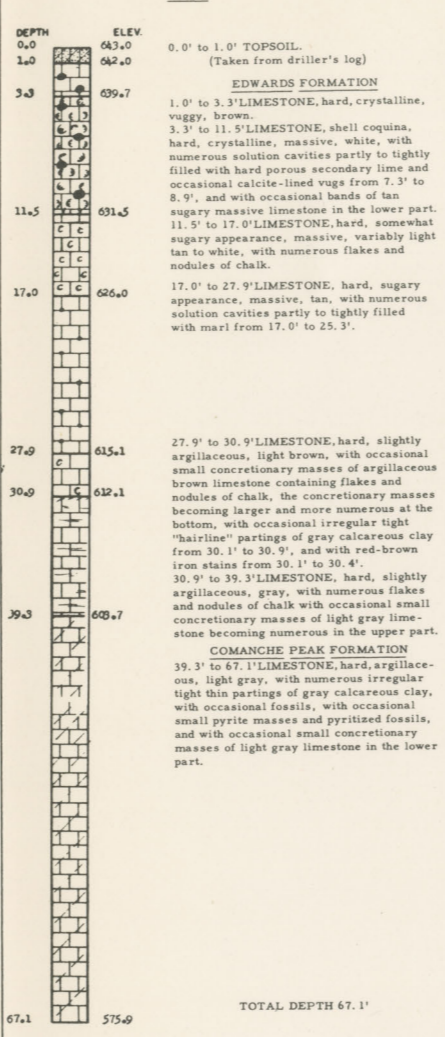 DEPTH ELEV.
0.0 643.0
1.0 642.0
3.3 639.7
11.5 631.5
17.0 626.0
27.9 615.1
30.9 612.1
39.3 603.7
67.1 575.9
0.0' to 1.0' TOPSOIL.
(Taken from driller's log)
EDWARDS FORMATION
1.0' to 3.3'LIMESTONE, hard, crystalline,
vuggy, brown.
3.3' to 11.5'LIMESTONE, shell coquina,
hard, crystalline, massive, white, with
numerous solution cavities partly to tightly
filled with hard porous secondary lime and
occasional calcite-lined vugs from 7.3' to
8.9', and with occasional bands of tan
sugary massive limestone in the lower part.
11.5' to 17.0'LIMESTONE, hard, somewhat
sugary appearance, massive, variably light
tan to white, with numerous flakes and
nodules of chalk.
17.0' to 27.9'LIMESTONE, hard, sugary
appearance, massive, tan, with numerous
solution cavities partly to tightly filled
with marl from 17.0' to 25.3'.
27.9' to 30.9'LIMESTONE, hard, slightly
argillaceous, light brown, with occasional
small concretionary masses of argillaceous
brown limestone containing flakes and
nodules of chalk, the concretionary masses
becoming larger and more numerous at the
bottom, with occasional irregular tight
"hairline" partings of gray calcareous clay
from 30.1' to 30.9', and with red-brown
iron stains from 30.1' to 30.4'.
30.9' to 39.3'LIMESTONE, hard, slightly
argillaceous, gray, with numerous flakes
and nodules of chalk with occasional small
concretionary masses of light gray lime-
stone becoming numerous in the upper part.
COMANCHE PEAK FORMATION
39.3' to 67.1'LIMESTONE, hard, argillace-
ous, light gray, with numerous irregular
tight thin partings of gray calcareous clay,
with occasional fossils, with occasional
small pyrite masses and pyritized fossils,
and with occasional small concretionary
masses of light gray limestone in the lower
part.
TOTAL DEPTH 67.1'